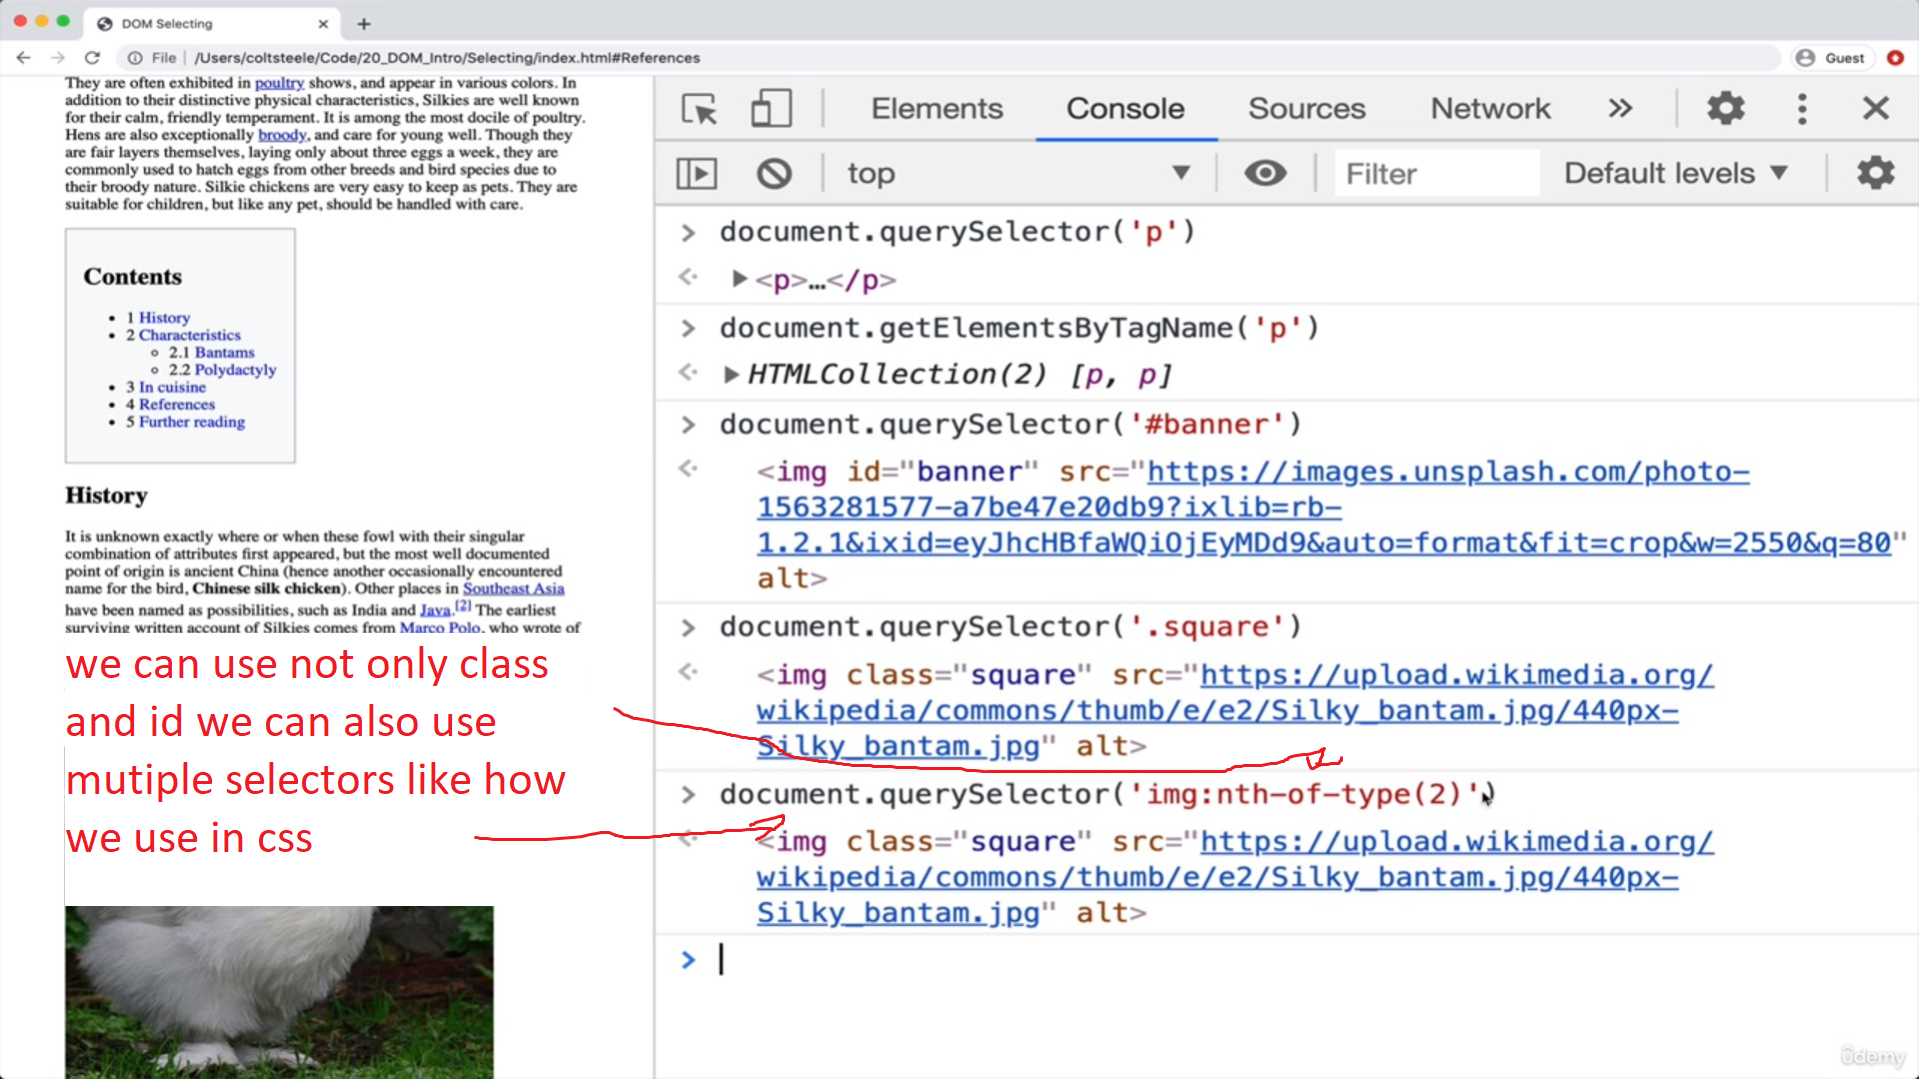 DOM Selecting
File | /Users/coltsteele/Code/20_DOM_Intro/Selecting/index.html#References
Guest
They are often exhibited in poultry shows, and appear in various colors. In
addition to their distinctive physical characteristics, Silkies are well known
for their calm, friendly temperament. It is among the most docile of poultry.
Hens are also exceptionally broody, and care for young well. Though they
are fair layers themselves, laying only about three eggs a week, they are
commonly used to hatch eggs from other breeds and bird species due to
their broody nature. Silkie chickens are very easy to keep as pets. They are
suitable for children, but like any pet, should be handled with care.
Contents
1 History
2 Characteristics
2.1 Bantams
2.2 Polydactyly
3 In cuisine
4 References
5 Further reading
History
It is unknown exactly where or when these fowl with their singular
combination of attributes first appeared, but the most well documented
point of origin is ancient China (hence another occasionally encountered
name for the bird, Chinese silk chicken). Other places in Southeast Asia
have been named as possibilities, such as India and Java.[2] The earliest
surviving written account of Silkies comes from Marco Polo, who wrote of
we can use not only class
and id we can also use
mutiple selectors like how
we use in css
Elements Console Sources Network
top Filter Default levels
document.querySelector('p')
<p>…</p>
document.getElementsByTagName('p')
HTMLCollection(2) [p, p]
document.querySelector('#banner')
<img id="banner" src="https://images.unsplash.com/photo-
1563281577-a7be47e20db9?ixlib=rb-
1.2.1&ixid=eyJhcHBfaWQiOjEyMDd9&auto=format&fit=crop&w=2550&q=80"
alt>
document.querySelector('.square')
<img class="square" src="https://upload.wikimedia.org/
wikipedia/commons/thumb/e/e2/Silky_bantam.jpg/440px-
Silky_bantam.jpg" alt>
document.querySelector('img:nth-of-type(2)')
<img class="square" src="https://upload.wikimedia.org/
wikipedia/commons/thumb/e/e2/Silky_bantam.jpg/440px-
Silky_bantam.jpg" alt>
ûdemy